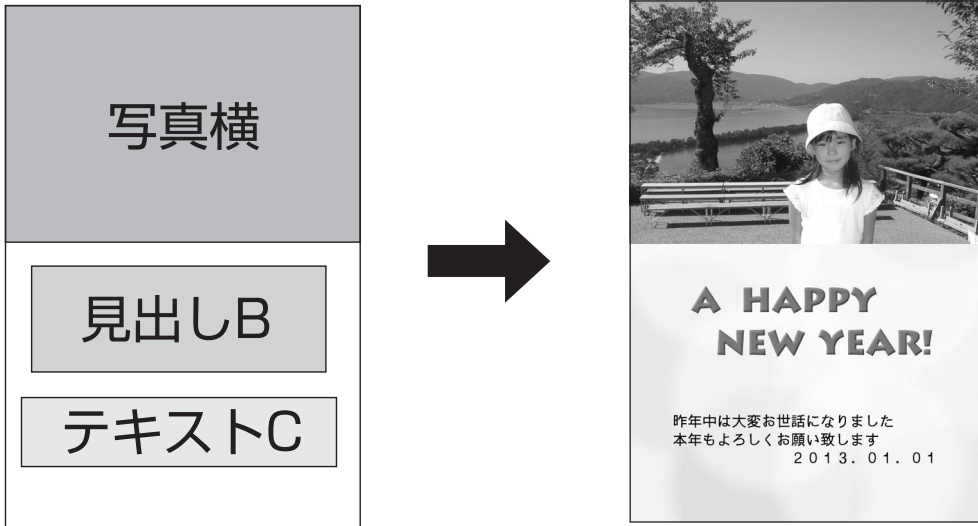 写真横
見出しB
テキストC
A HAPPY
NEW YEAR!
昨年中は大変お世話になりました
本年もよろしくお願い致します
2013．01．01